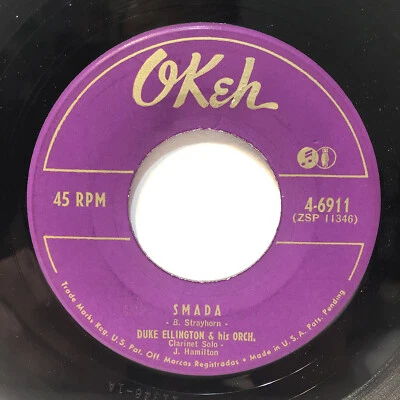 OKeh
45 RPM
4-6911
(ZSP 11346)
SMADA
- B. Strayhorn -
DUKE ELLINGTON & his ORCH.
Clarinet Solo -
J. Hamilton
Trade Marks Reg. U.S. Pat. Off. Marcas Registradas - Made in U.S.A. Pats. Pending